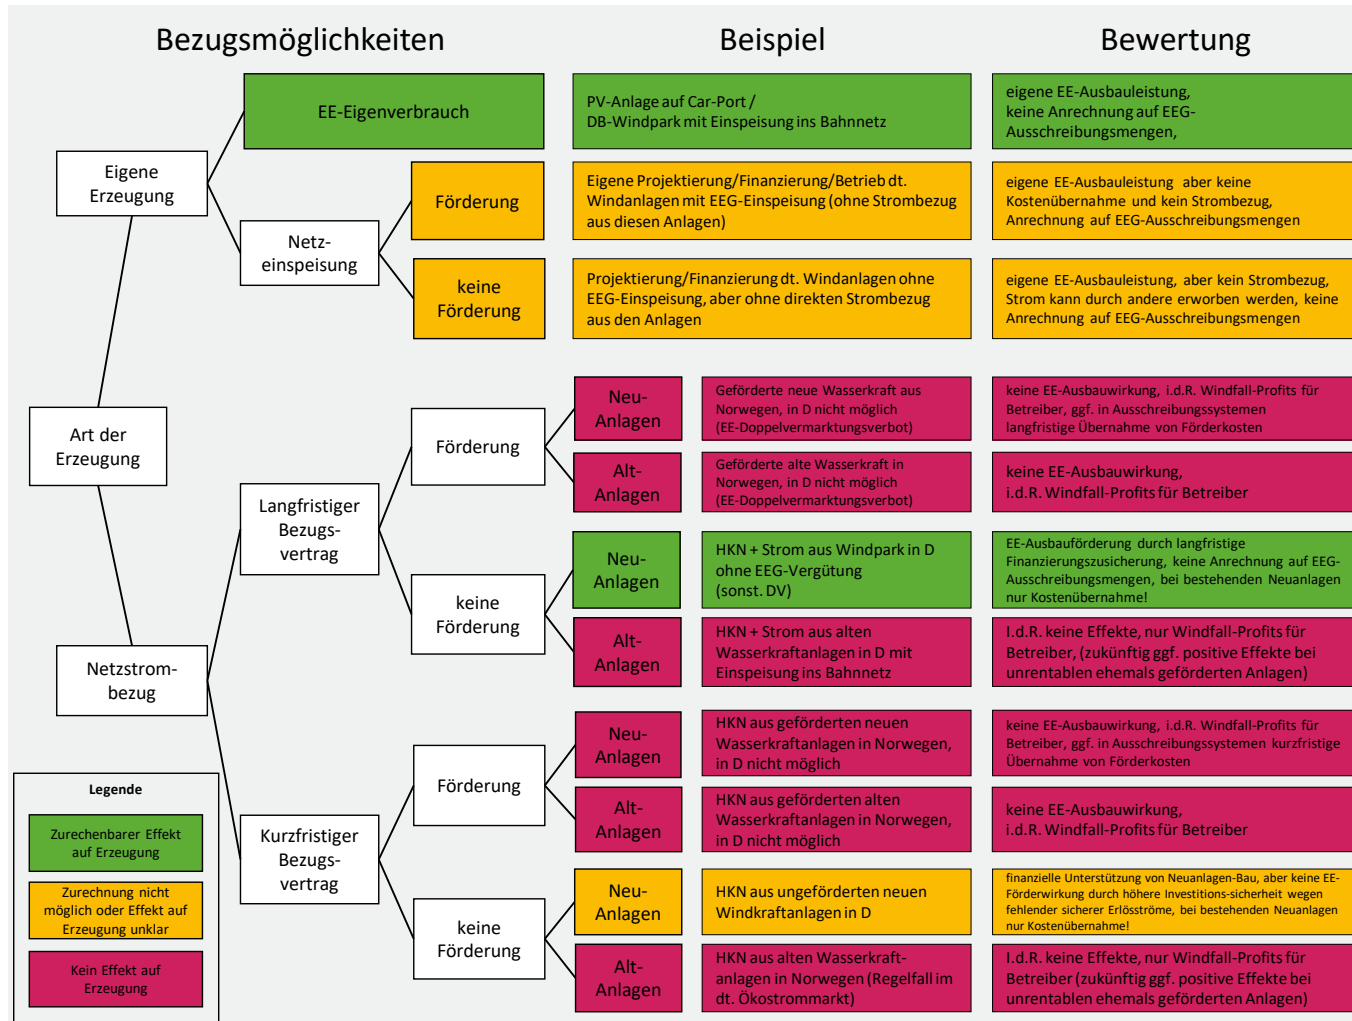 Bezugsmöglichkeiten
Beispiel
Bewertung
EE-Eigenverbrauch
PV-Anlage auf Car-Port /
DB-Windpark mit Einspeisung ins Bahnnetz
eigene EE-Ausbauleistung,
keine Anrechnung auf EEG-
Ausschreibungsmengen,
Eigene
Erzeugung
Förderung
Eigene Projektierung/Finanzierung/Betrieb dt.
Windanlagen mit EEG-Einspeisung (ohne Strombezug
aus diesen Anlagen)
eigene EE-Ausbauleistung aber keine
Kostenübernahme und kein Strombezug,
Anrechnung auf EEG-Ausschreibungsmengen
Netz-
einspeisung
keine
Förderung
Projektierung/Finanzierung dt. Windanlagen ohne
EEG-Einspeisung, aber ohne direkten Strombezug
aus den Anlagen
eigene EE-Ausbauleistung, aber kein Strombezug,
Strom kann durch andere erworben werden, keine
Anrechnung auf EEG-Ausschreibungsmengen
Art der
Erzeugung
Förderung
Neu-
Anlagen
Geförderte neue Wasserkraft aus
Norwegen, in D nicht möglich
(EE-Doppelvermarktungsverbot)
keine EE-Ausbauwirkung, i.d.R. Windfall-Profits für
Betreiber, ggf. in Ausschreibungssystemen
langfristige Übernahme von Förderkosten
Alt-
Anlagen
Geförderte alte Wasserkraft in
Norwegen, in D nicht möglich
(EE-Doppelvermarktungsverbot)
keine EE-Ausbauwirkung,
i.d.R. Windfall-Profits für Betreiber
Langfristiger
Bezugs-
vertrag
keine
Förderung
Neu-
Anlagen
HKN + Strom aus Windpark in D
ohne EEG-Vergütung
(sonst. DV)
EE-Ausbauförderung durch langfristige
Finanzierungszusicherung, keine Anrechnung auf EEG-
Ausschreibungsmengen, bei bestehenden Neuanlagen
nur Kostenübernahme!
Alt-
Anlagen
HKN + Strom aus alten
Wasserkraftanlagen in D mit
Einspeisung ins Bahnnetz
I.d.R. keine Effekte, nur Windfall-Profits für
Betreiber, (zukünftig ggf. positive Effekte bei
unrentablen ehemals geförderten Anlagen)
Netzstrom-
bezug
Förderung
Neu-
Anlagen
HKN aus geförderten neuen
Wasserkraftanlagen in Norwegen,
in D nicht möglich
keine EE-Ausbauwirkung, i.d.R. Windfall-Profits für
Betreiber, ggf. in Ausschreibungssystemen kurzfristige
Übernahme von Förderkosten
Alt-
Anlagen
HKN aus geförderten alten
Wasserkraftanlagen in Norwegen,
in D nicht möglich
keine EE-Ausbauwirkung,
i.d.R. Windfall-Profits für Betreiber
Kurzfristiger
Bezugs-
vertrag
keine
Förderung
Neu-
Anlagen
HKN aus ungeförderten neuen
Windkraftanlagen in D
finanzielle Unterstützung von Neuanlagen-Bau, aber keine EE-
Förderwirkung durch höhere Investitions-sicherheit wegen
fehlender sicherer Erlösströme, bei bestehenden Neuanlagen
nur Kostenübernahme!
Alt-
Anlagen
HKN aus alten Wasserkraft-
anlagen in Norwegen (Regelfall im
dt. Ökostrommarkt)
I.d.R. keine Effekte, nur Windfall-Profits für
Betreiber (zukünftig ggf. positive Effekte bei
unrentablen ehemals geförderten Anlagen)
Legende
Zurechenbarer Effekt
auf Erzeugung
Zurechnung nicht
möglich oder Effekt auf
Erzeugung unklar
Kein Effekt auf
Erzeugung